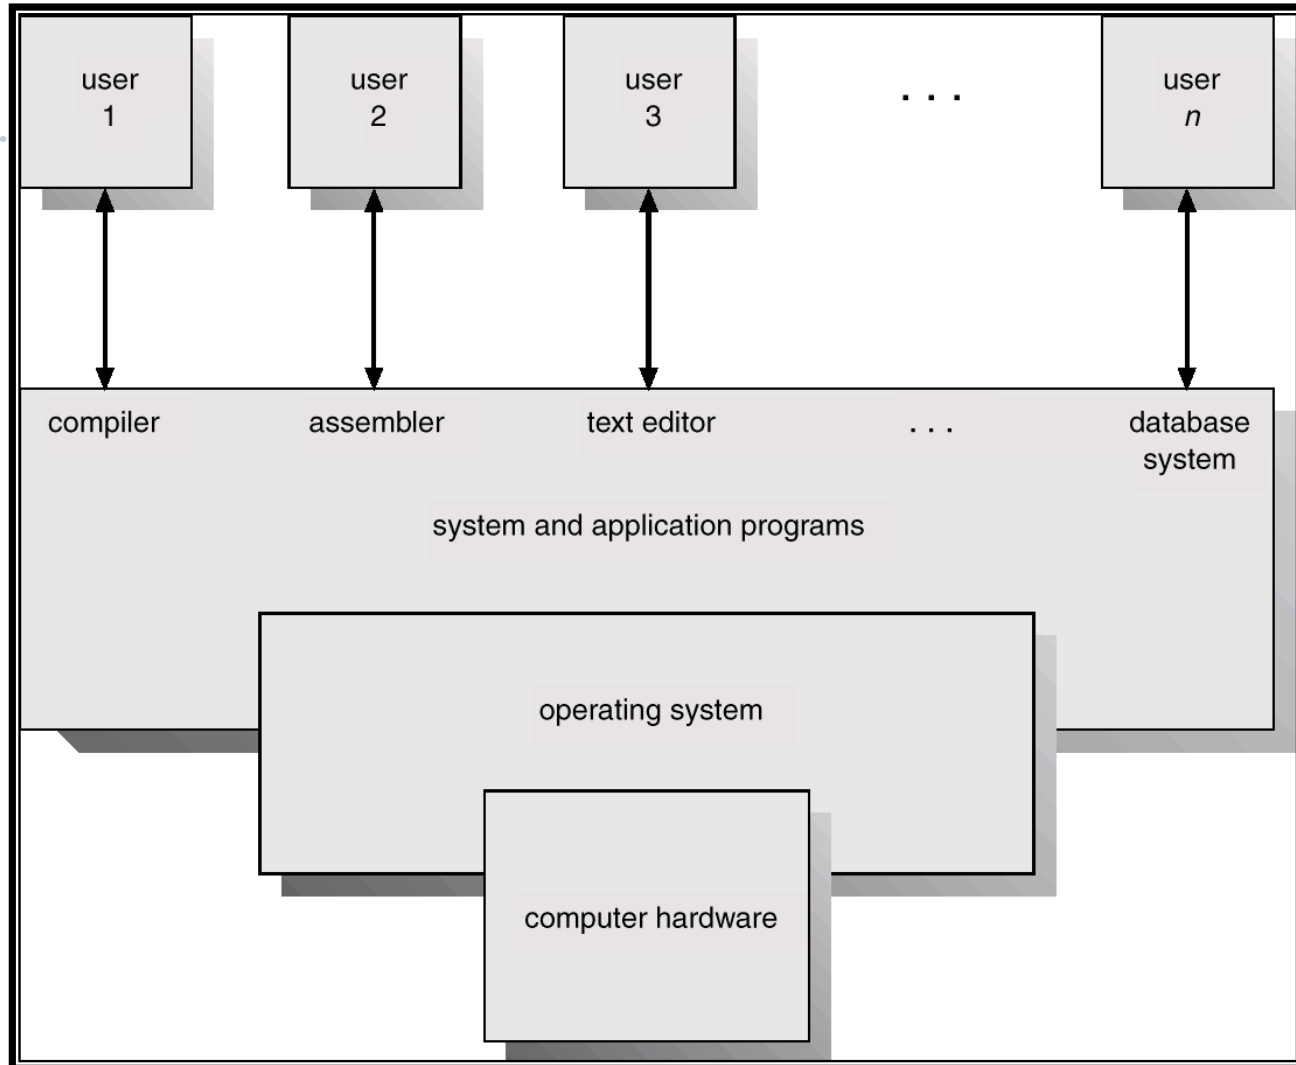 user
1
user
2
user
3
. . .
user
n
compiler
assembler
text editor
. . .
database
system
system and application programs
operating system
computer hardware